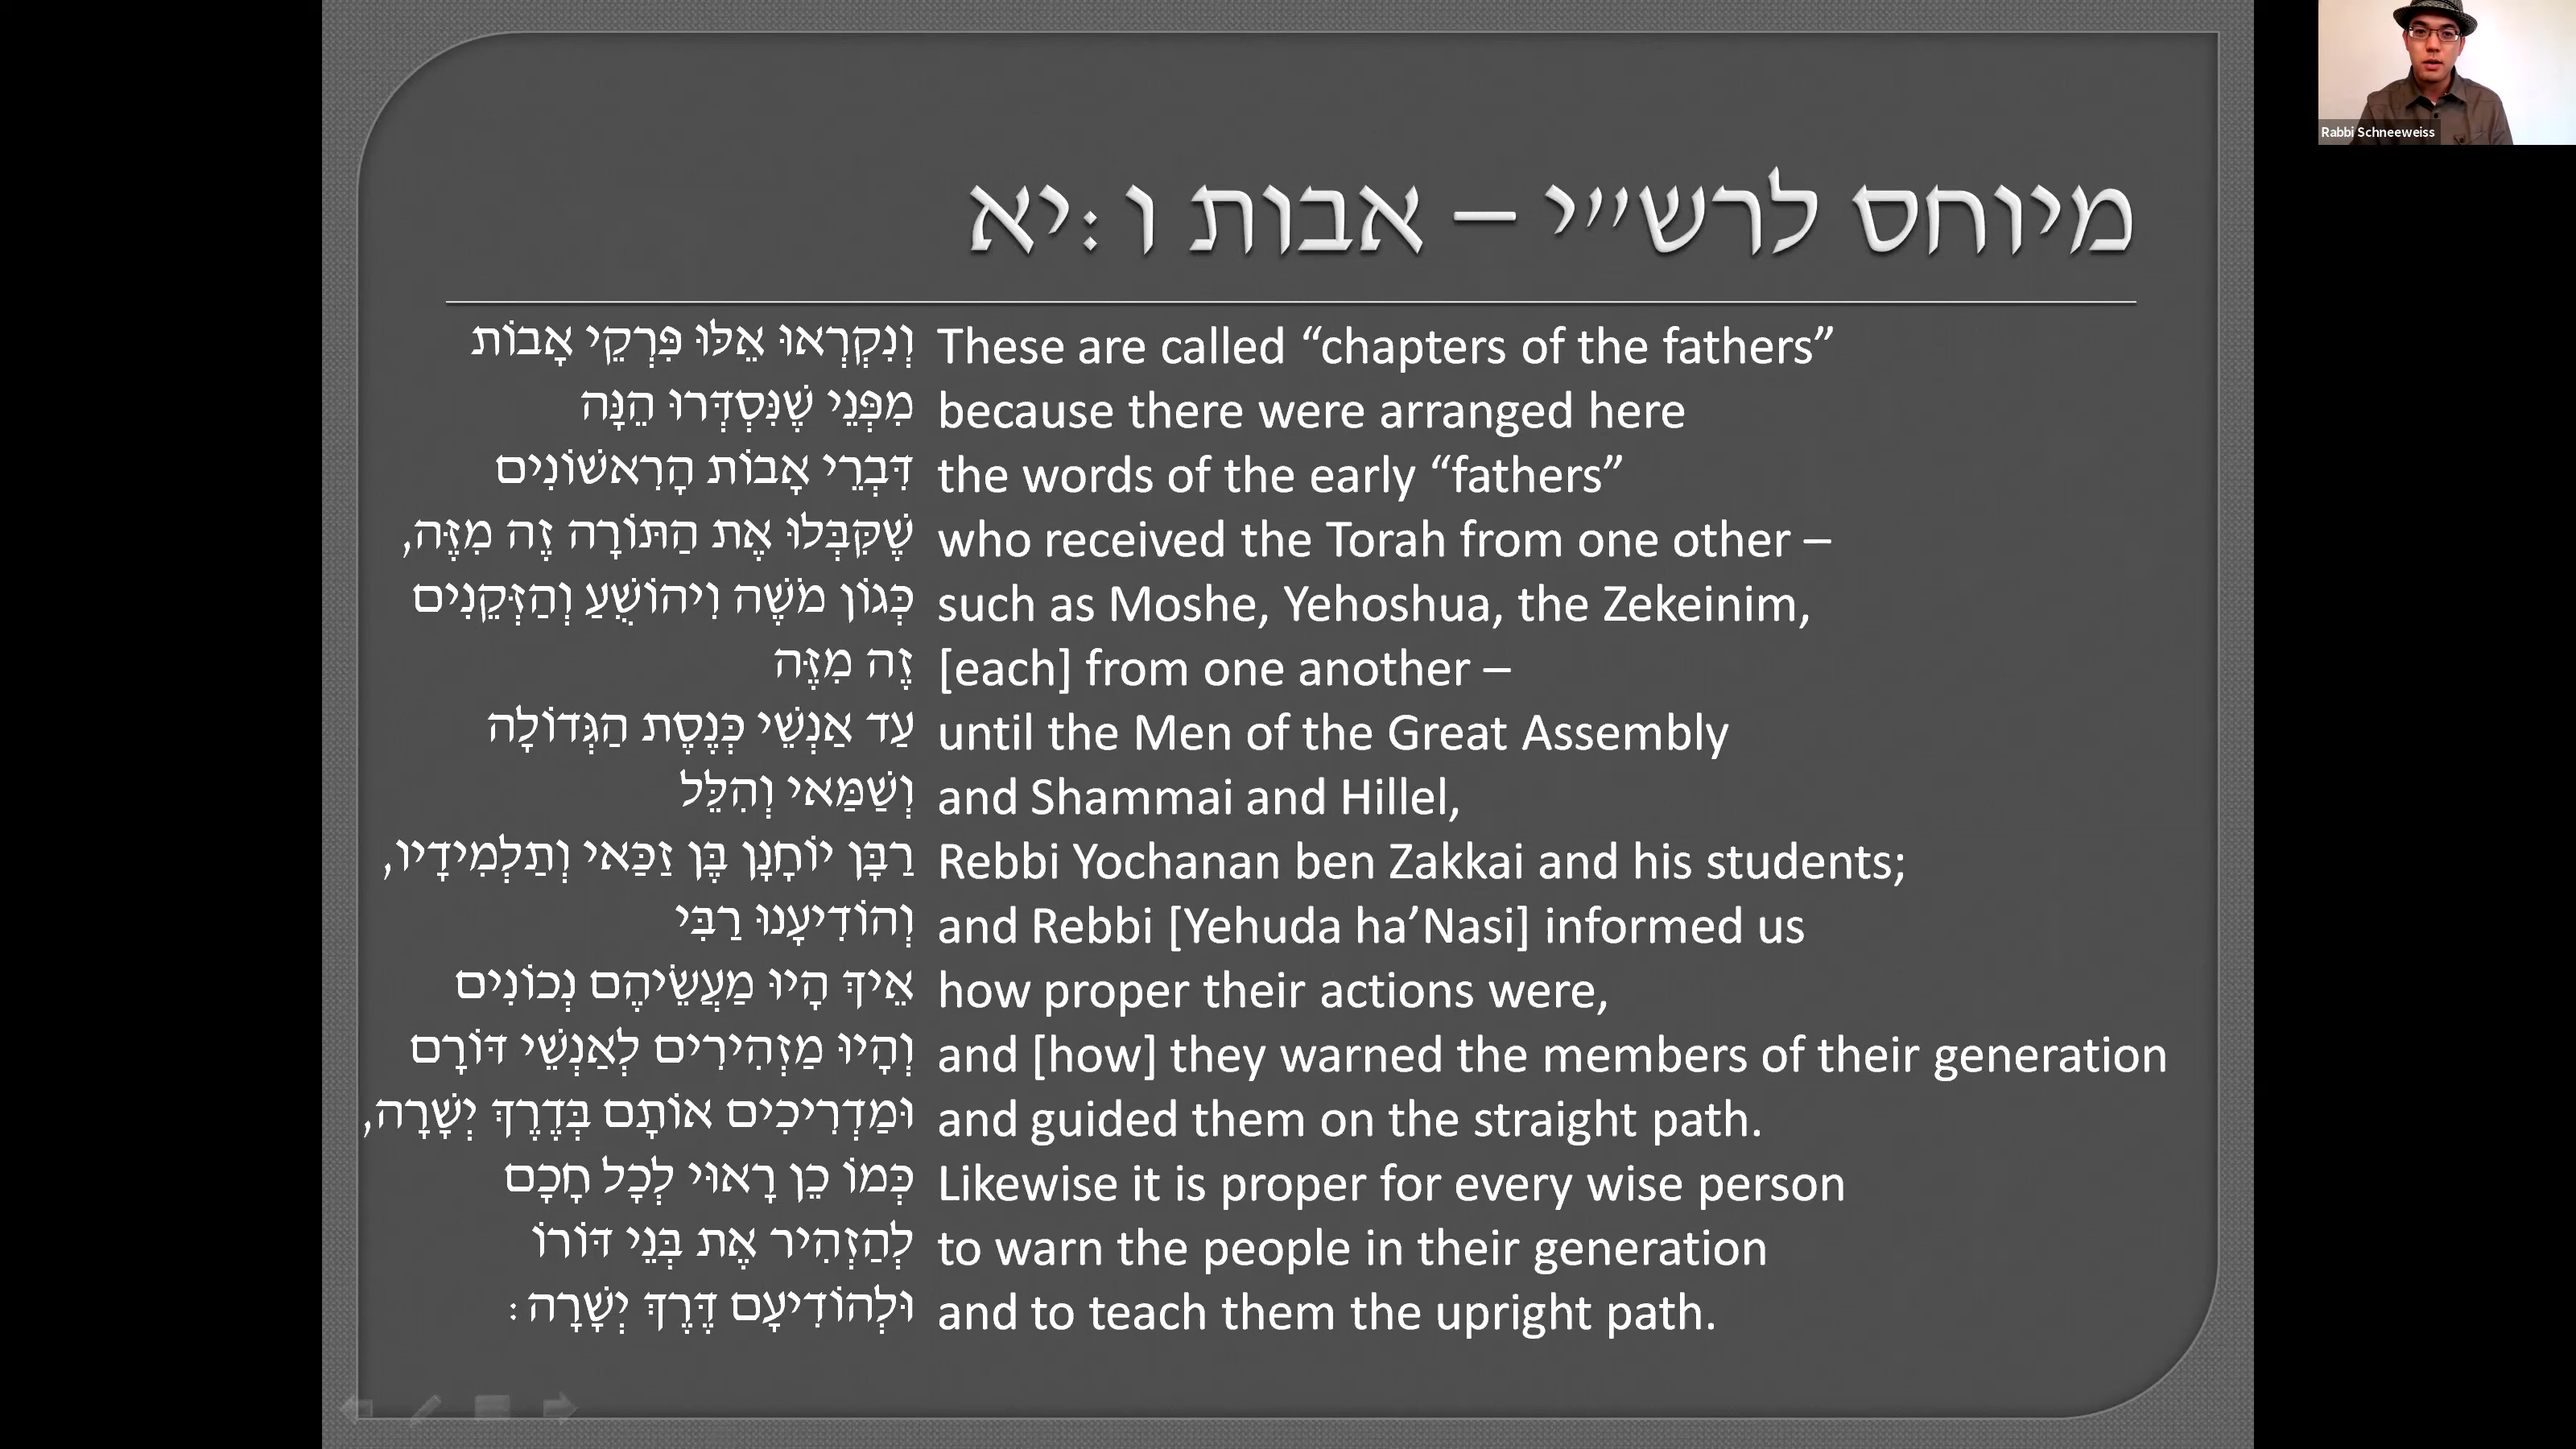 Rabbi Schneeweiss
מיוחס לרש״י – אבות ו:יא
וְנִקְרְאוּ אֵלּוּ פִּרְקֵי אָבוֹת These are called “chapters of the fathers”
מִפְּנֵי שֶׁנִּסְדְּרוּ הֵנָּה because there were arranged here
דִּבְרֵי אָבוֹת הָרִאשׁוֹנִים the words of the early “fathers”
שֶׁקִּבְּלוּ אֶת הַתּוֹרָה זֶה מִזֶּה, who received the Torah from one other –
כְּגוֹן מֹשֶׁה וִיהוֹשֻׁעַ וְהַזְּקֵנִים such as Moshe, Yehoshua, the Zekeinim,
זֶה מִזֶּה [each] from one another –
עַד אַנְשֵׁי כְּנֶסֶת הַגְּדוֹלָה until the Men of the Great Assembly
וְשַׁמַּאי וְהִלֵּל and Shammai and Hillel,
רַבָּן יוֹחָנָן בֶּן זַכַּאי וְתַלְמִידָיו, Rebbi Yochanan ben Zakkai and his students;
וְהוֹדִיעָנוּ רַבִּי and Rebbi [Yehuda ha’Nasi] informed us
אֵיךְ הָיוּ מַעֲשֵׂיהֶם נְכוֹנִים how proper their actions were,
וְהָיוּ מַזְהִירִים לְאַנְשֵׁי דּוֹרָם and [how] they warned the members of their generation
וּמַדְרִיכִים אוֹתָם בְּדֶרֶךְ יְשָׁרָה, and guided them on the straight path.
כְּמוֹ כֵן רָאוּי לְכָל חָכָם Likewise it is proper for every wise person
לְהַזְהִיר אֶת בְּנֵי דּוֹרוֹ to warn the people in their generation
וּלְהוֹדִיעָם דֶּרֶךְ יְשָׁרָה: and to teach them the upright path.